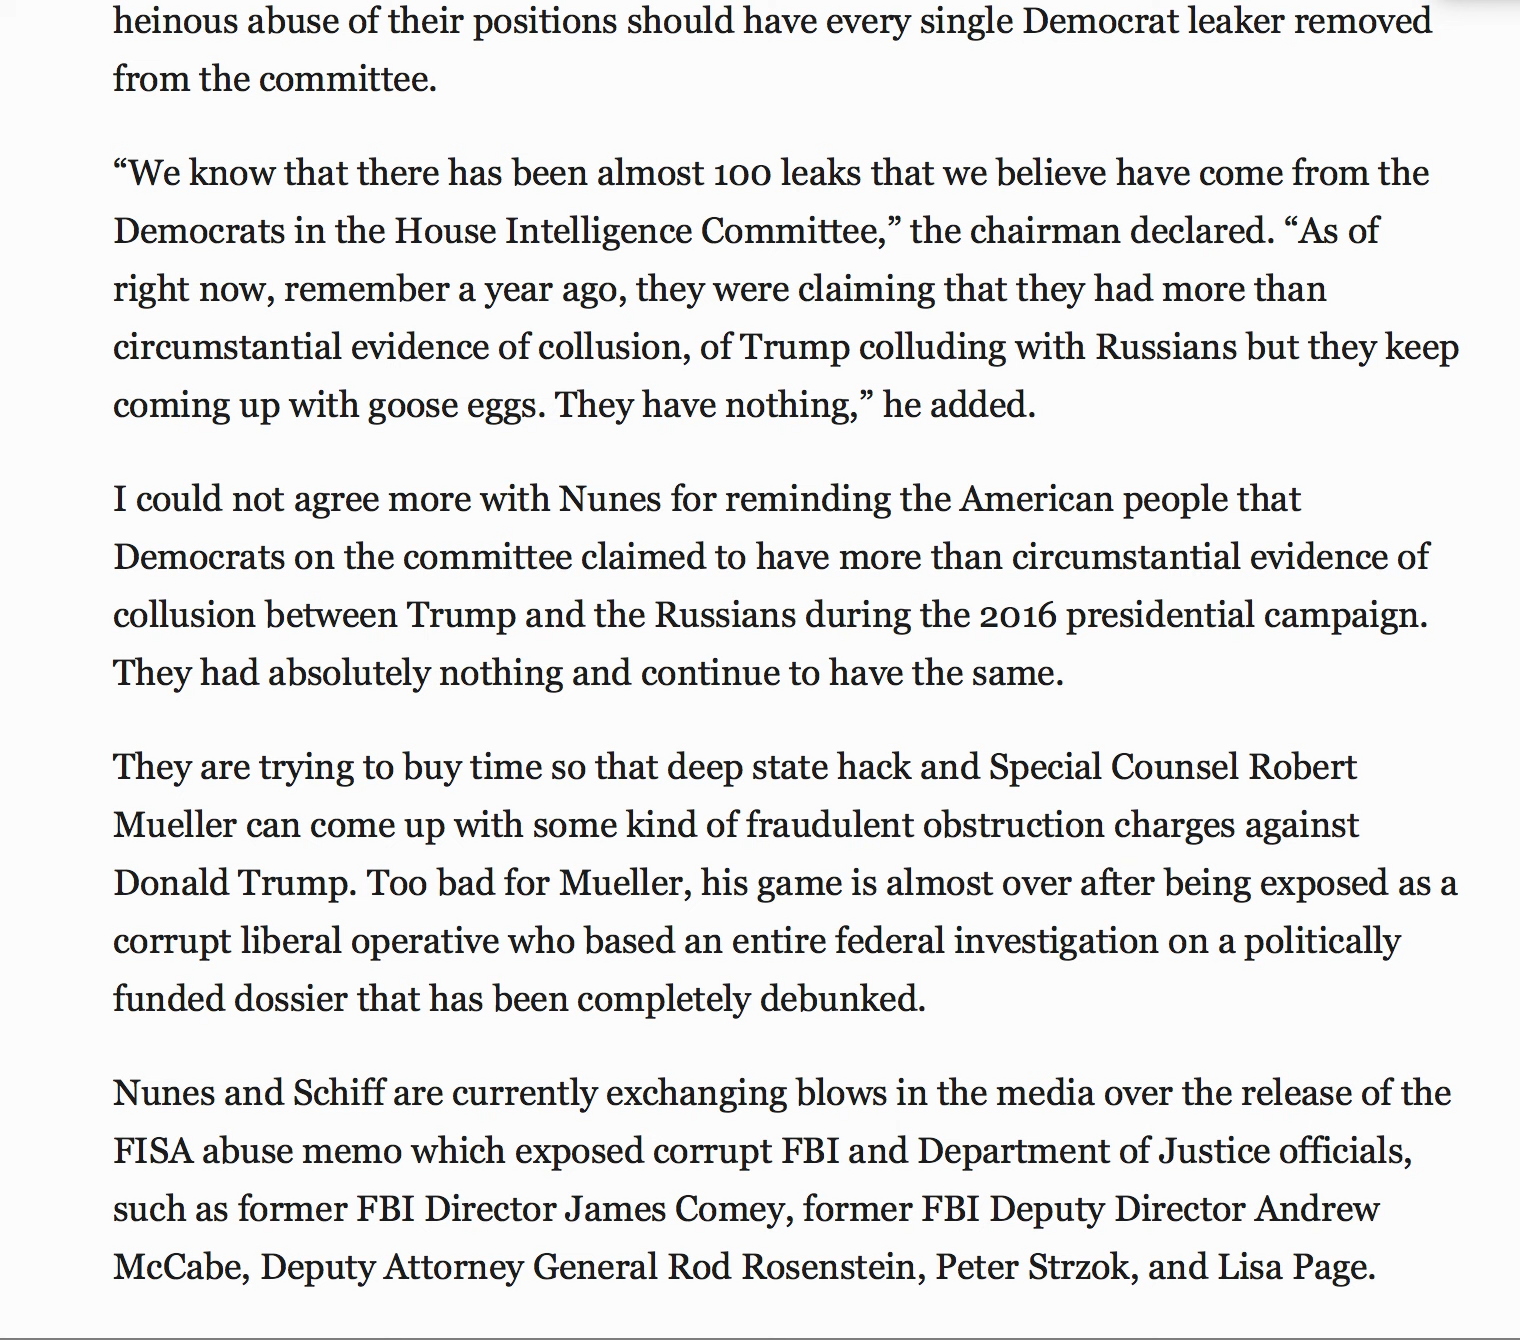 heinous abuse of their positions should have every single Democrat leaker removed
from the committee.
“We know that there has been almost 100 leaks that we believe have come from the
Democrats in the House Intelligence Committee,” the chairman declared. “As of
right now, remember a year ago, they were claiming that they had more than
circumstantial evidence of collusion, of Trump colluding with Russians but they keep
coming up with goose eggs. They have nothing,” he added.
I could not agree more with Nunes for reminding the American people that
Democrats on the committee claimed to have more than circumstantial evidence of
collusion between Trump and the Russians during the 2016 presidential campaign.
They had absolutely nothing and continue to have the same.
They are trying to buy time so that deep state hack and Special Counsel Robert
Mueller can come up with some kind of fraudulent obstruction charges against
Donald Trump. Too bad for Mueller, his game is almost over after being exposed as a
corrupt liberal operative who based an entire federal investigation on a politically
funded dossier that has been completely debunked.
Nunes and Schiff are currently exchanging blows in the media over the release of the
FISA abuse memo which exposed corrupt FBI and Department of Justice officials,
such as former FBI Director James Comey, former FBI Deputy Director Andrew
McCabe, Deputy Attorney General Rod Rosenstein, Peter Strzok, and Lisa Page.